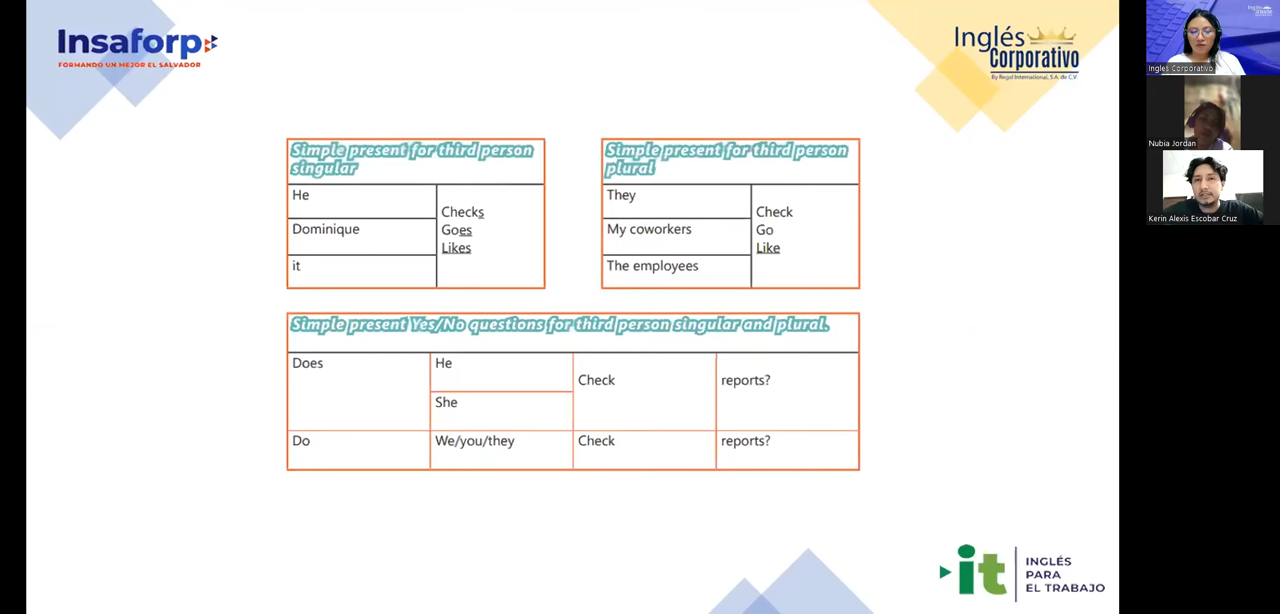 Insaforp
FORMANDO UN MEJOR EL SALVADOR
Inglés
Corporativo
By Regal International, S.A. de C.V
Simple present for third person
singular
He
Dominique
it
Checks
Goes
Likes
Simple present for third person
plural
They
My coworkers
The employees
Check
Go
Like
Simple present Yes/No questions for third person singular and plural.
Does
He
She
Check
reports?
Do
We/you/they
Check
reports?
it
INGLÉS
PARA
EL TRABAJO
Inglés Corporativo
Nubia Jordan
Kerin Alexis Escobar Cruz